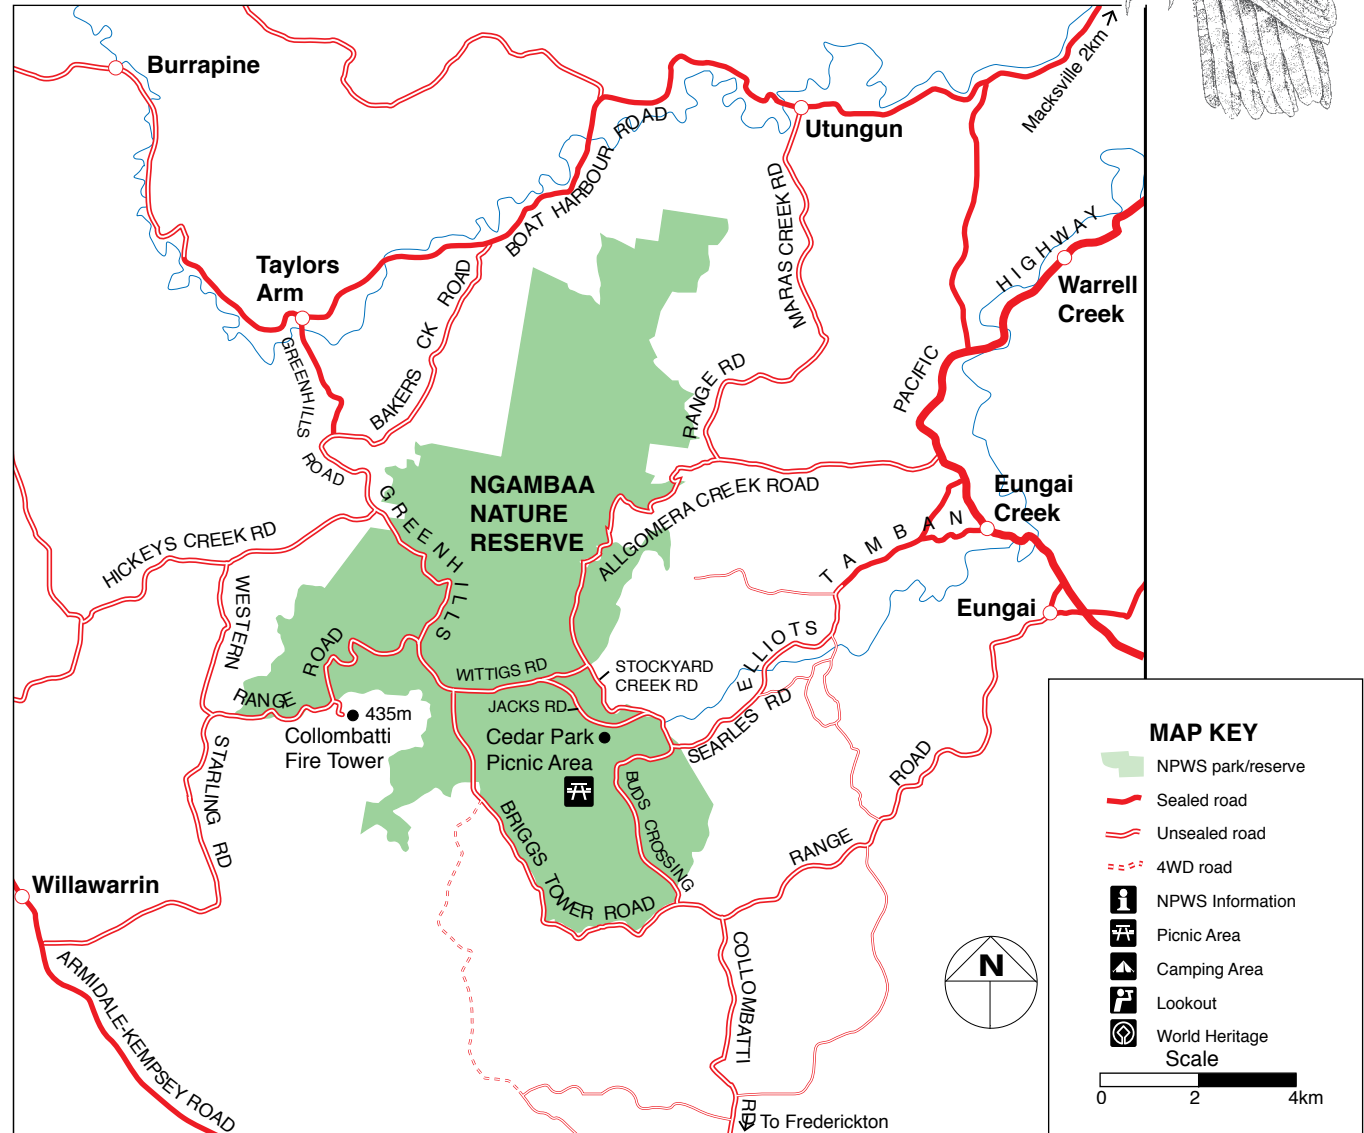 Burrapine
Macksville 2km
Utungun
BOAT HARBOUR ROAD
MARAS CREEK RD
HIGHWAY
Taylors
Arm
Warrell
Creek
BAKERS CK ROAD
GREENHILLS
ROAD
PACIFIC
RANGE RD
NGAMBAA
NATURE
RESERVE
GREENHILLS
ALLGOMERA CREEK ROAD
Eungai
Creek
HICKEYS CREEK RD
TAMBAN
WESTERN
Eungai
ELLIOTS
ROAD
RANGE
WITTIGS RD
STOCKYARD
CREEK RD
JACKS RD
435m
Collombatti
Fire Tower
Cedar Park
Picnic Area
SEARLES RD
STARLING RD
BUDS CROSSING
BRIGGS TOWER ROAD
RANGE ROAD
Willawarrin
ARMIDALE-KEMPSEY ROAD
COLLOMBATTI RD
To Frederickton
N
MAP KEY
NPWS park/reserve
Sealed road
Unsealed road
4WD road
NPWS Information
Picnic Area
Camping Area
Lookout
World Heritage
Scale
0 2 4km